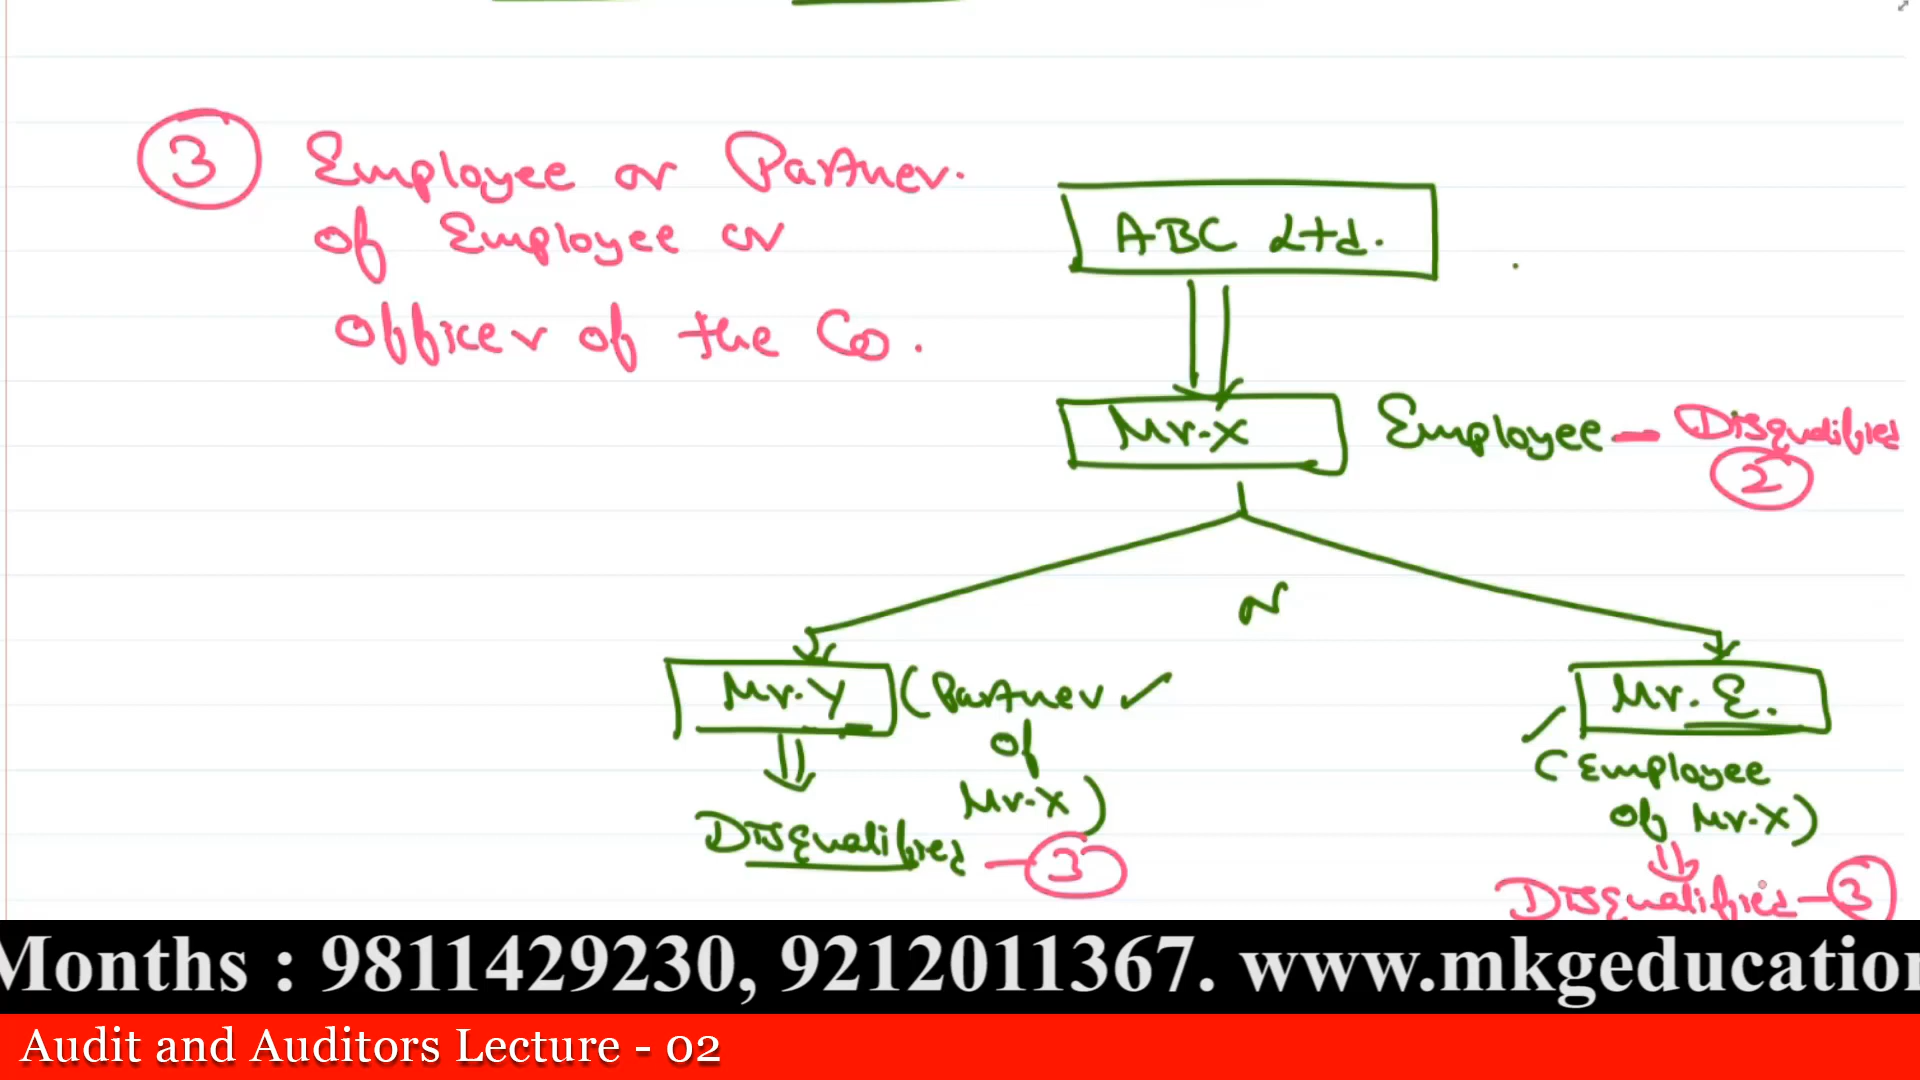 3 Employee or Partner.
of Employee or
officer of the Co.
ABC Ltd.
Mr. X Employee - Disqualified
2
or
Mr. Y (Partner ✓
of
Mr. X)
Disqualified - 3
Mr. E.
(Employee
of Mr. X)
Disqualified - 3
Months : 9811429230, 9212011367. www.mkgeducation
Audit and Auditors Lecture - 02